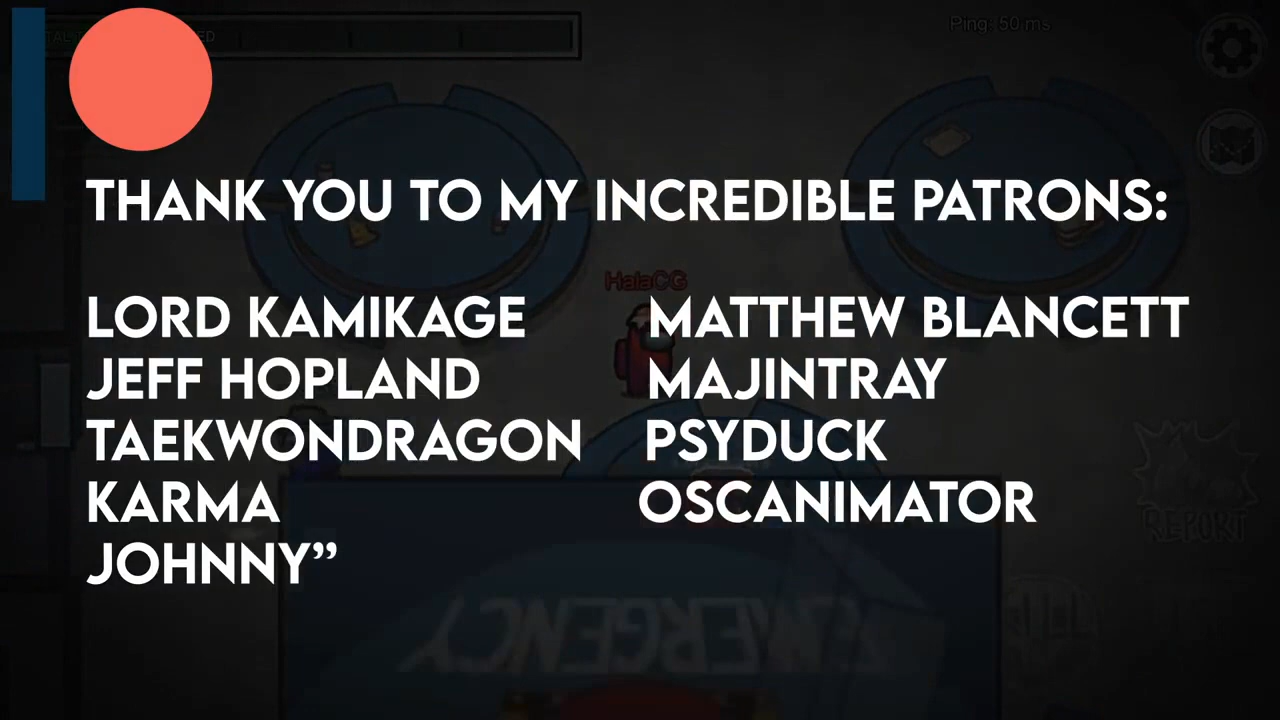 Ping: 50 ms
THANK YOU TO MY INCREDIBLE PATRONS:
HalaCG
LORD KAMIKAGE MATTHEW BLANCETT
JEFF HOPLAND MAJINTRAY
TAEKWONDRAGON PSYDUCK
KARMA OSCANIMATOR
REPORT
JOHNNY”
EMERGENCY